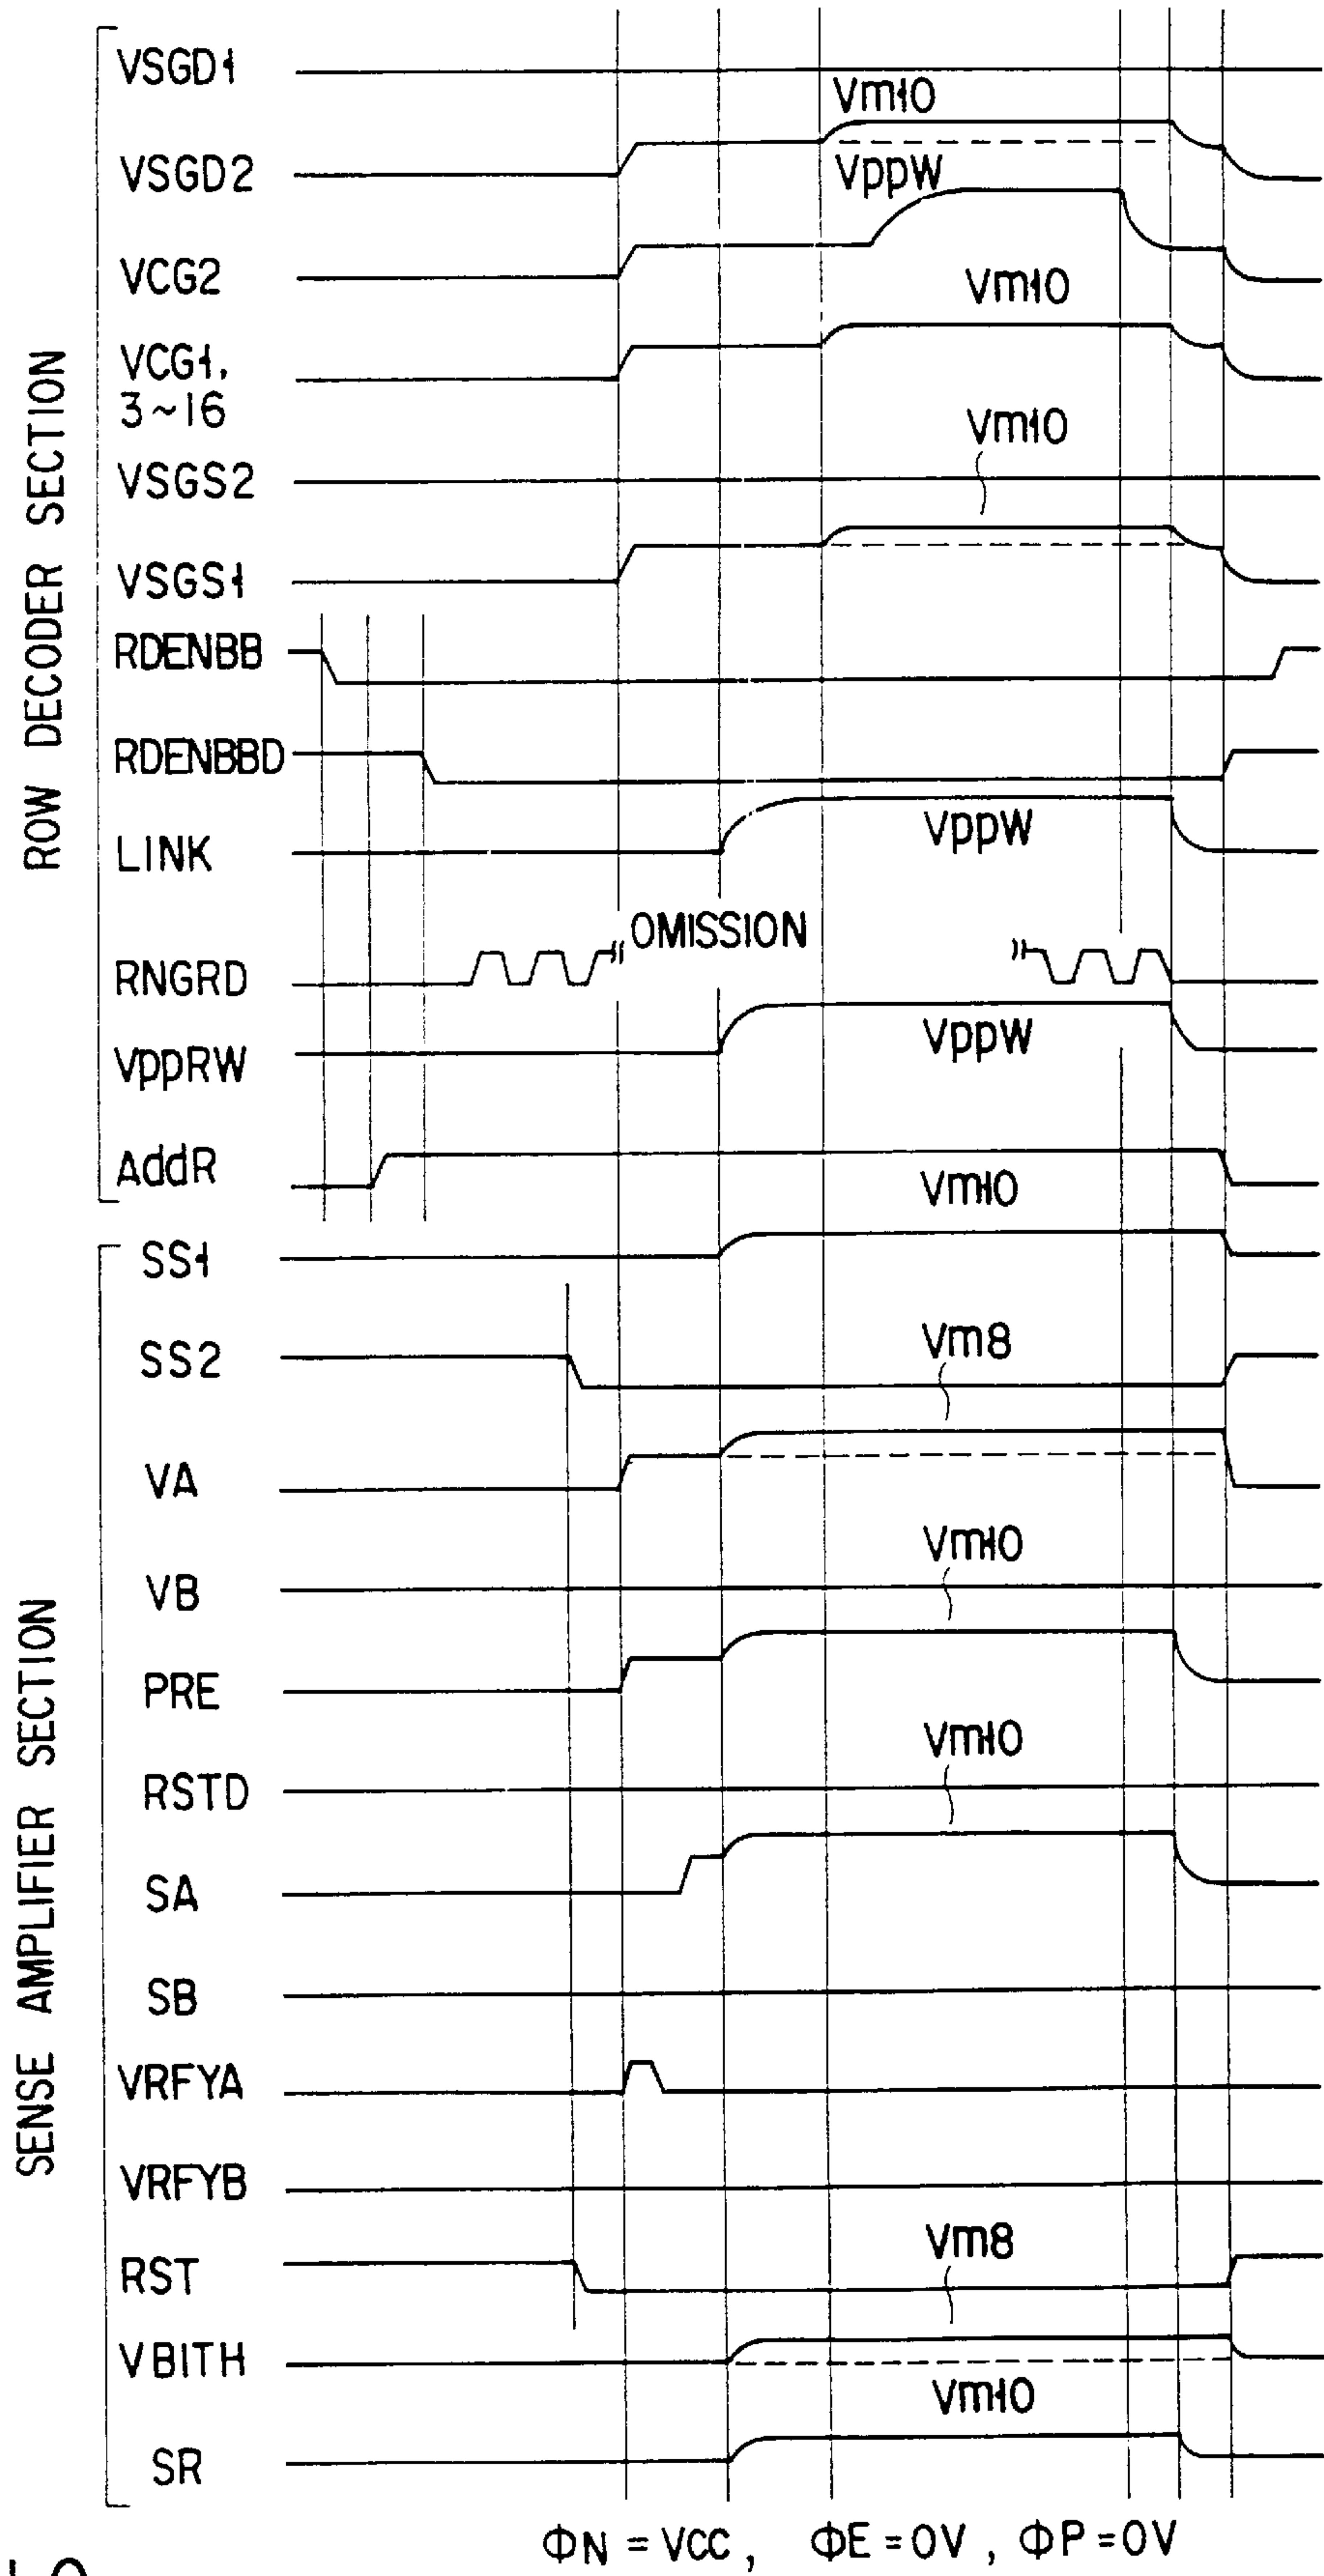 ROW DECODER SECTION
VSGD1
Vm10
VSGD2
VppW
VCG2
Vm10
VCG1,
3~16
Vm10
VSGS2
VSGS1
RDENBB
RDENBBD
LINK
VppW
OMISSION
RNGRD
VppRW
VppW
AddR
Vm10
SENSE AMPLIFIER SECTION
SS1
SS2
Vm8
VA
Vm10
VB
PRE
Vm10
RSTD
SA
SB
VRFYA
VRFYB
RST
Vm8
VBITH
Vm10
SR
ΦN = VCC, ΦE = 0V, ΦP = 0V